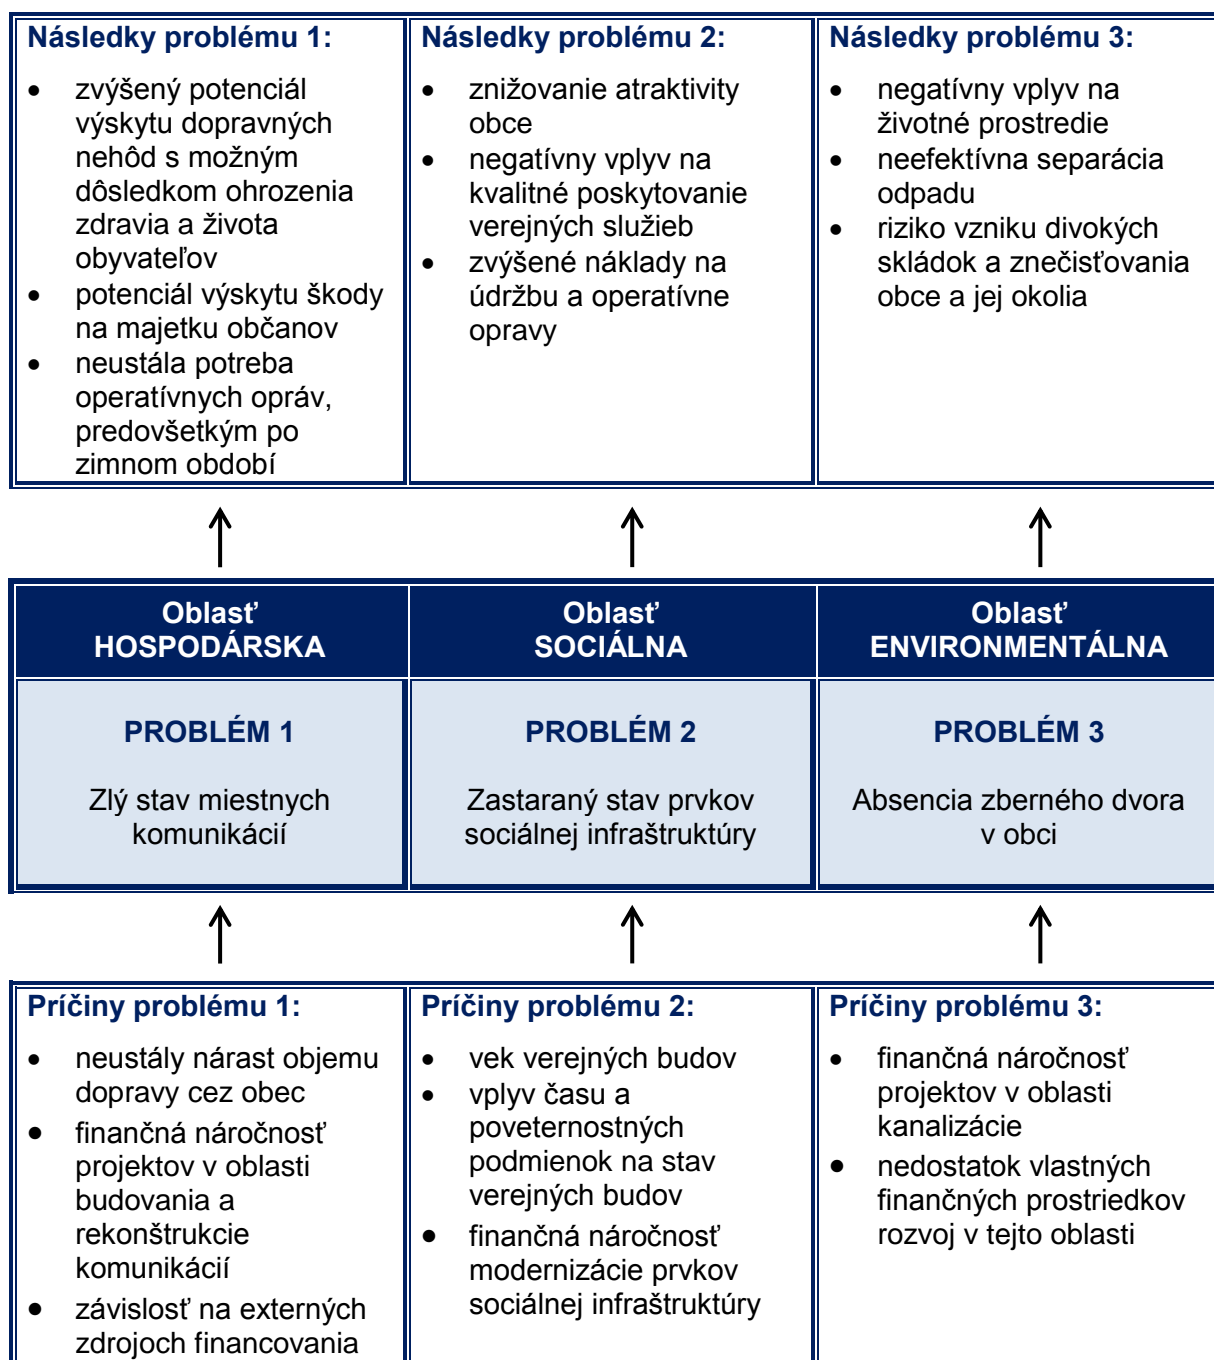 Následky problému 1:
zvýšený potenciál
výskytu dopravných
nehôd s možným
dôsledkom ohrozenia
zdravia a života
obyvateľov
potenciál výskytu škody
na majetku občanov
neustála potreba
operatívnych opráv,
predovšetkým po
zimnom období
Následky problému 2:
znižovanie atraktivity
obce
negatívny vplyv na
kvalitné poskytovanie
verejných služieb
zvýšené náklady na
údržbu a operatívne
opravy
Následky problému 3:
negatívny vplyv na
životné prostredie
neefektívna separácia
odpadu
riziko vzniku divokých
skládok a znečisťovania
obce a jej okolia
Oblasť
HOSPODÁRSKA
Oblasť
SOCIÁLNA
Oblasť
ENVIRONMENTÁLNA
PROBLÉM 1
Zlý stav miestnych
komunikácií
PROBLÉM 2
Zastaraný stav prvkov
sociálnej infraštruktúry
PROBLÉM 3
Absencia zberného dvora
v obci
Príčiny problému 1:
neustály nárast objemu
dopravy cez obec
finančná náročnosť
projektov v oblasti
budovania a
rekonštrukcie
komunikácií
závislosť na externých
zdrojoch financovania
Príčiny problému 2:
vek verejných budov
vplyv času a
poveternostných
podmienok na stav
verejných budov
finančná náročnosť
modernizácie prvkov
sociálnej infraštruktúry
Príčiny problému 3:
finančná náročnosť
projektov v oblasti
kanalizácie
nedostatok vlastných
finančných prostriedkov
rozvoj v tejto oblasti